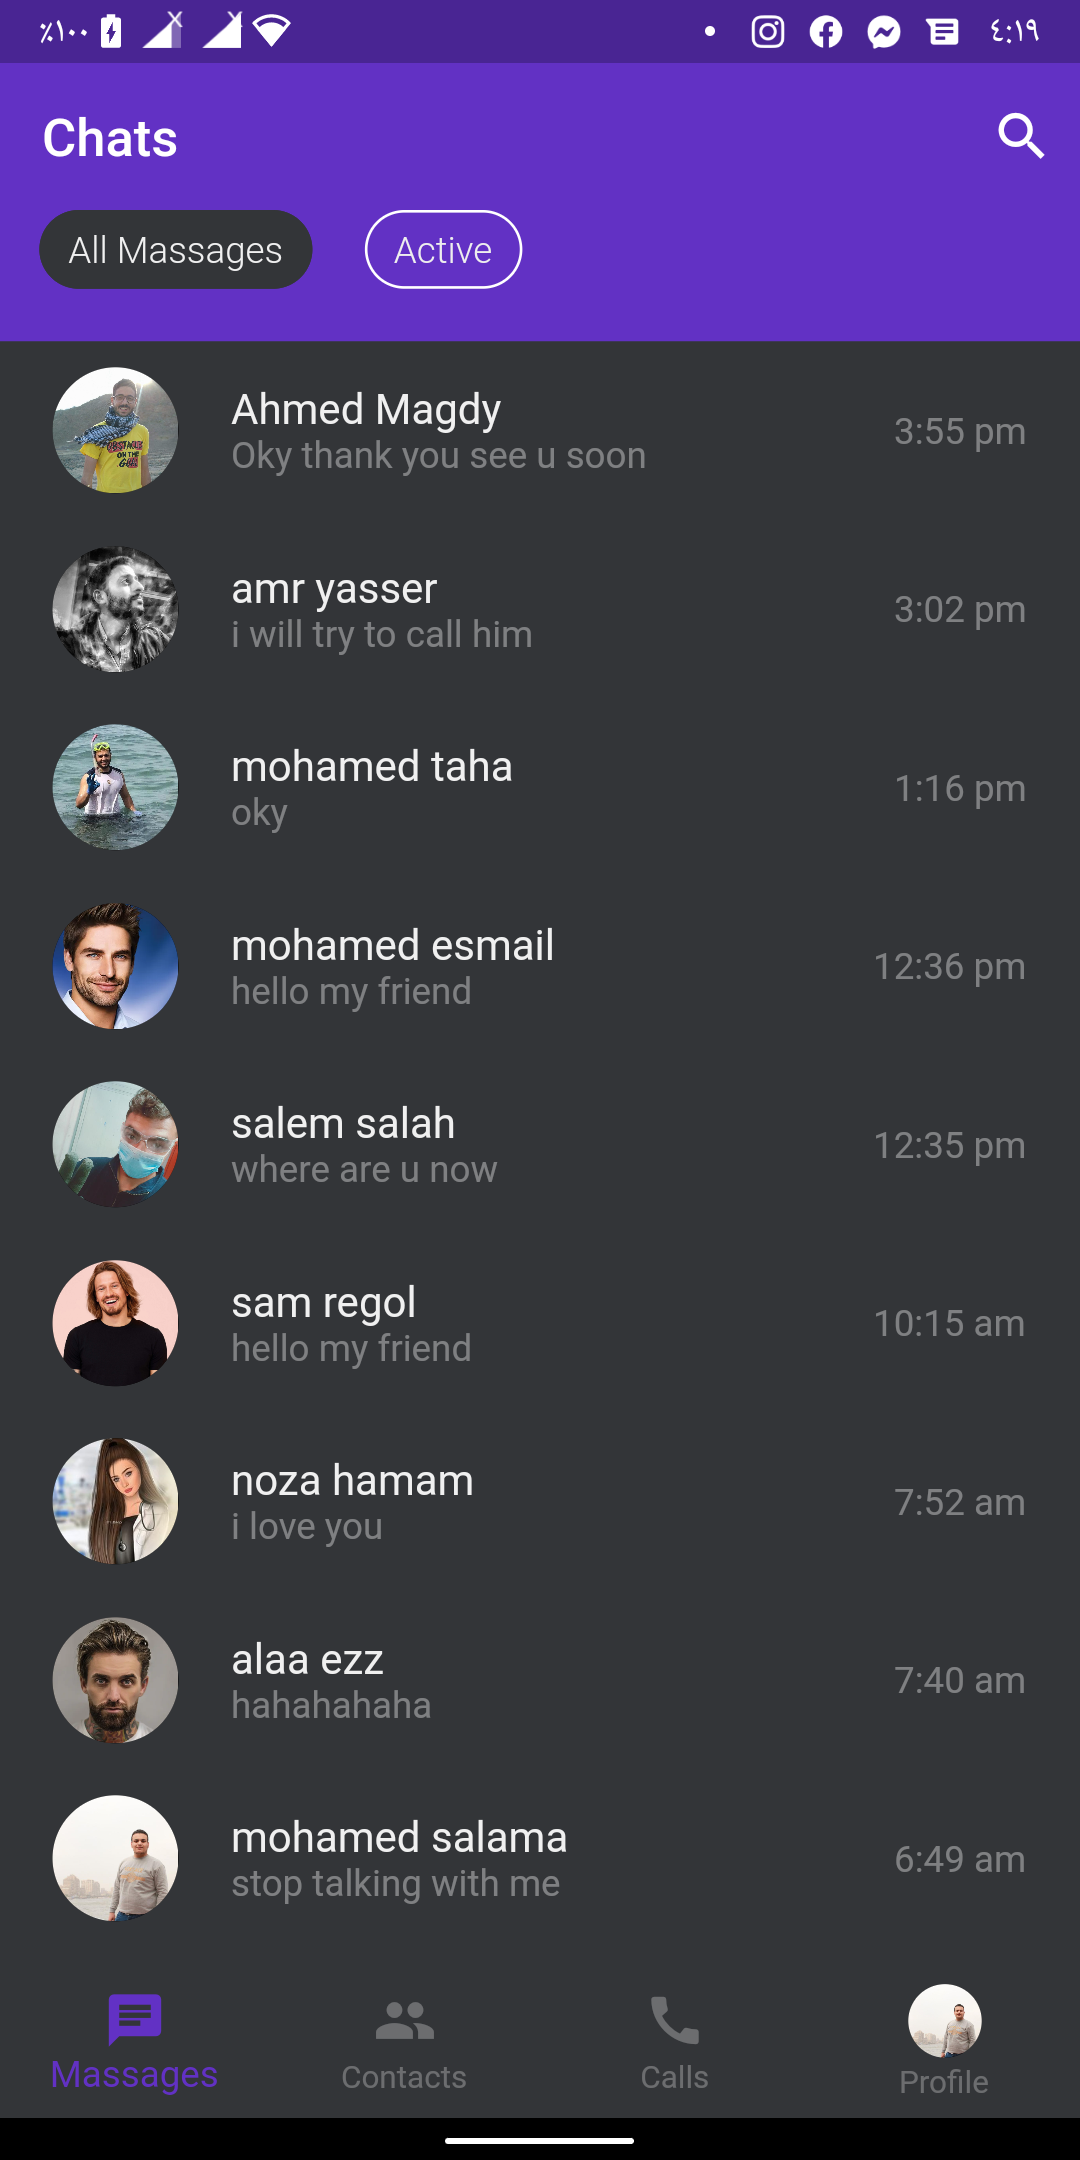 ٪١٠٠
٤:١٩
Chats
All Massages
Active
Ahmed Magdy
Oky thank you see u soon
3:55 pm
amr yasser
i will try to call him
3:02 pm
mohamed taha
oky
1:16 pm
mohamed esmail
hello my friend
12:36 pm
salem salah
where are u now
12:35 pm
sam regol
hello my friend
10:15 am
noza hamam
i love you
7:52 am
alaa ezz
hahahahaha
7:40 am
mohamed salama
stop talking with me
6:49 am
Massages
Contacts
Calls
Profile